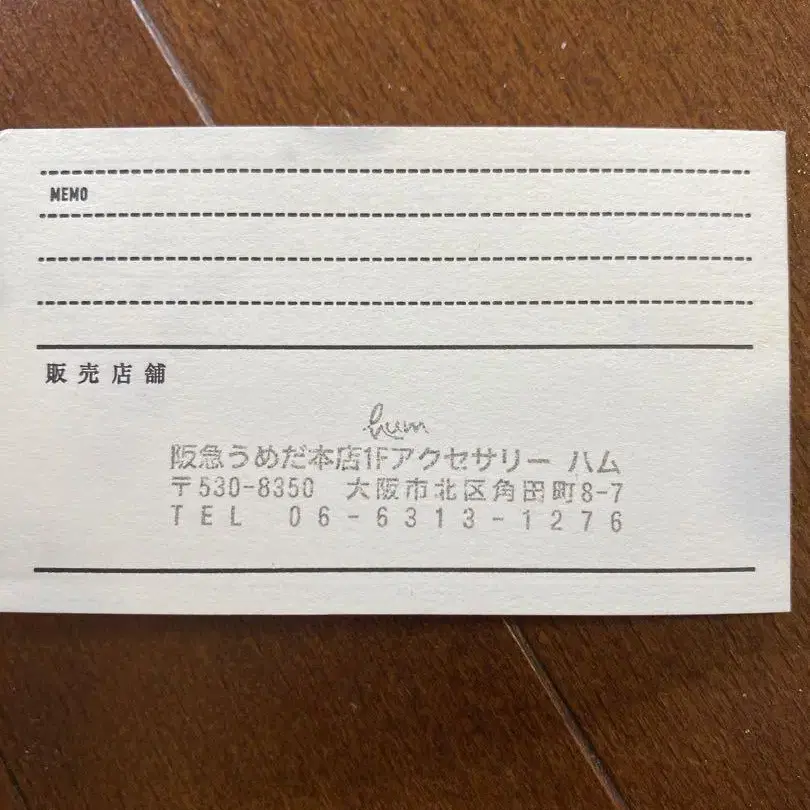 MEMO
販売店舗
hum
阪急うめだ本店1Fアクセサリー ハム
〒530-8350 大阪市北区角田町8-7
TEL 06-6313-1276